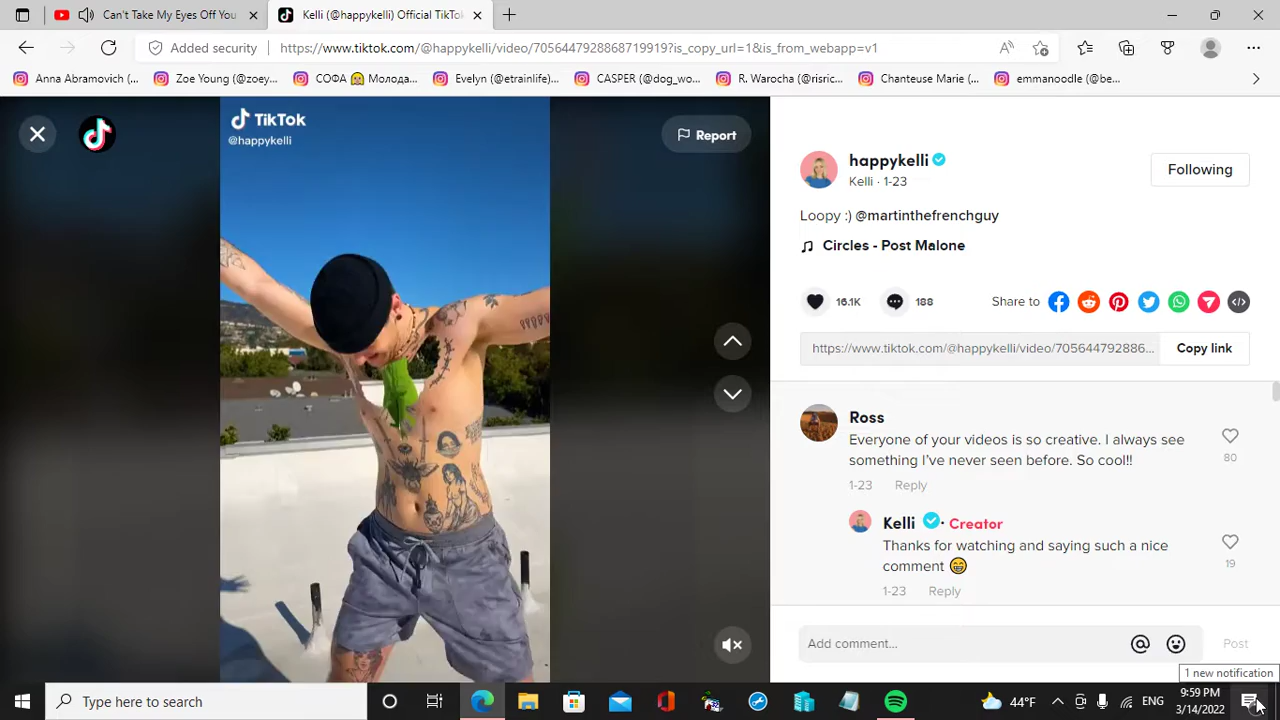 Can't Take My Eyes Off You
Kelli (@happykelli) Official TikTok
Added security
https://www.tiktok.com/@happykelli/video/7056447928668719919?is_copy_url=1&is_from_webapp=v1
Anna Abramovich (...
Zoe Young (@zoey...
СОФА 🙈 Молода...
Evelyn (@etrainlife)...
CASPER (@dog_wo...
R. Warocha (@risric...
Chanteuse Marie (...
emmanoodle (@be...
TikTok
@happykelli
Report
happykelli
Kelli · 1-23
Following
Loopy :) @martinthefrenchguy
Circles - Post Malone
16.1K
188
Share to
https://www.tiktok.com/@happykelli/video/705644792886...
Copy link
Ross
Everyone of your videos is so creative. I always see
something I've never seen before. So cool!!
80
1-23 Reply
Kelli · Creator
Thanks for watching and saying such a nice
comment 😁
19
1-23 Reply
Add comment...
Post
1 new notification
Type here to search
44°F
ENG
9:59 PM
3/14/2022